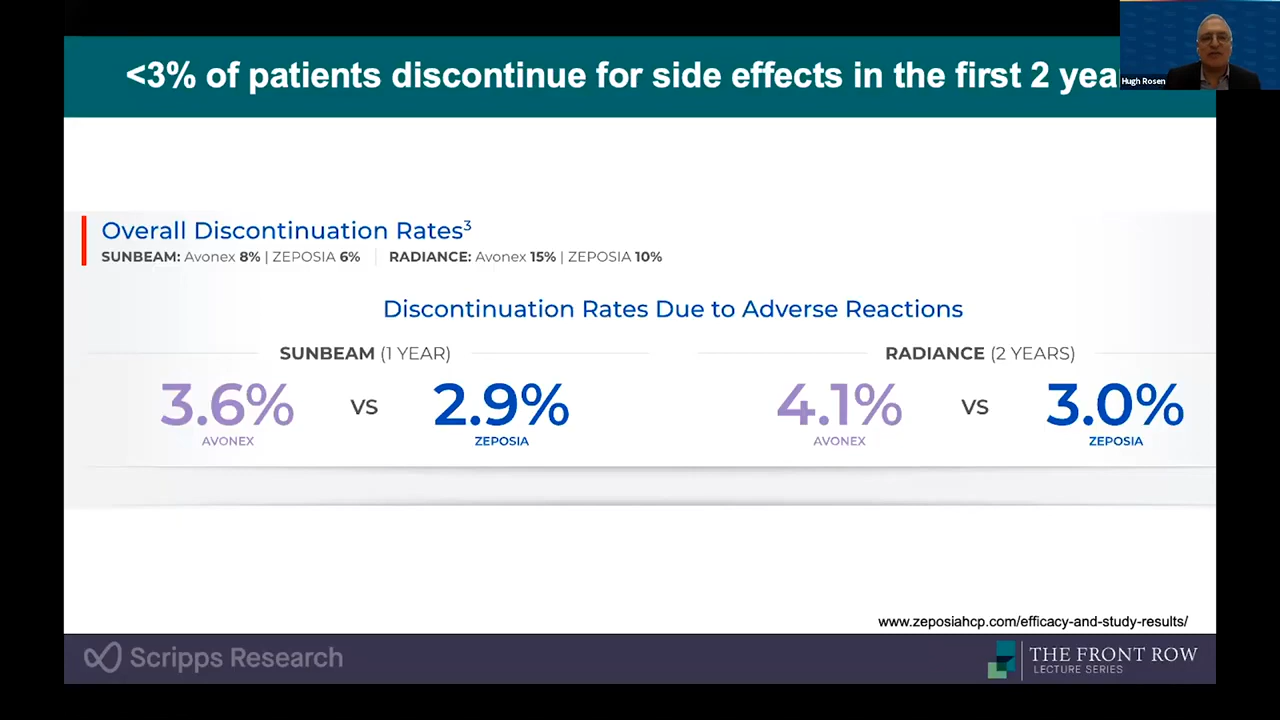 <3% of patients discontinue for side effects in the first 2 yea
Hugh Rosen
Overall Discontinuation Rates³
SUNBEAM: Avonex 8% | ZEPOSIA 6% | RADIANCE: Avonex 15% | ZEPOSIA 10%
Discontinuation Rates Due to Adverse Reactions
SUNBEAM (1 YEAR)
3.6% VS 2.9%
AVONEX ZEPOSIA
RADIANCE (2 YEARS)
4.1% VS 3.0%
AVONEX ZEPOSIA
www.zeposiahcp.com/efficacy-and-study-results/
Scripps Research
THE FRONT ROW
LECTURE SERIES